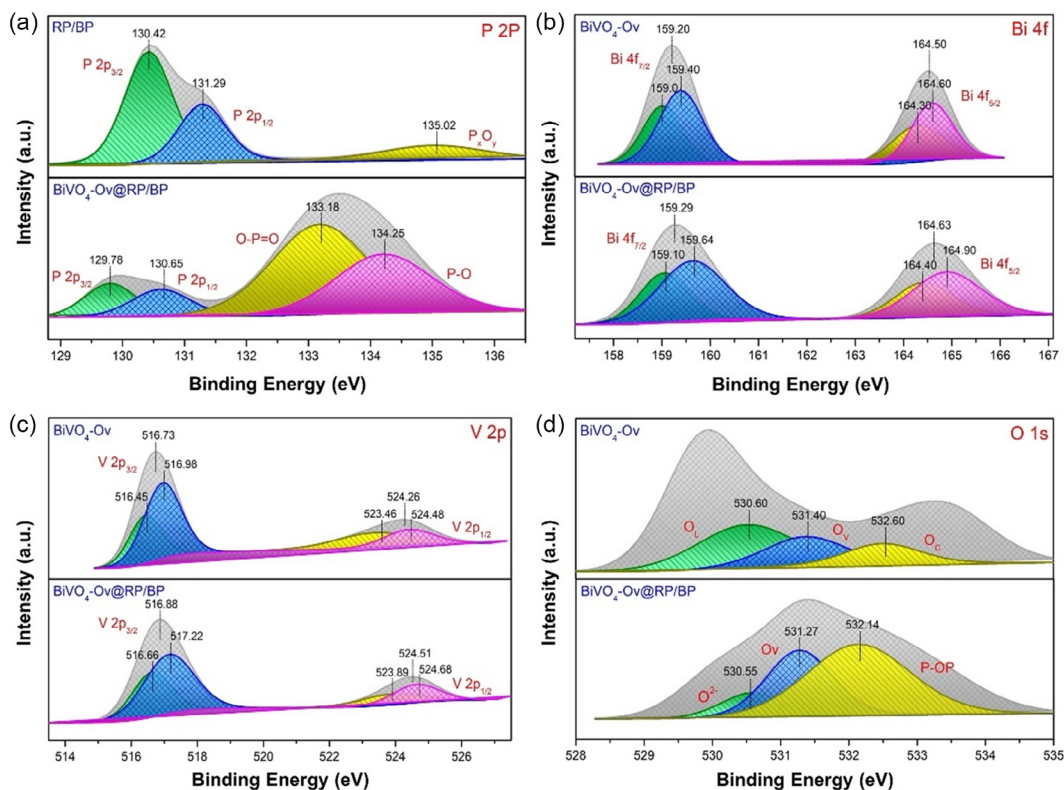 (a)
RP/BP
P 2P
130.42
P 2p3/2
131.29
P 2p1/2
135.02
PxOy
BiVO4-Ov@RP/BP
133.18
O-P=O
134.25
P-O
129.78
130.65
P 2p3/2
P 2p1/2
129 130 131 132 133 134 135 136
Binding Energy (eV)
Intensity (a.u.)
(b)
BiVO4-Ov
Bi 4f
159.20
Bi 4f7/2
159.40
159.0
164.50
164.60
164.30
Bi 4f5/2
BiVO4-Ov@RP/BP
159.29
Bi 4f7/2
159.64
159.10
164.63
164.90
164.40
Bi 4f5/2
158 159 160 161 162 163 164 165 166 167
Binding Energy (eV)
Intensity (a.u.)
(c)
BiVO4-Ov
V 2p
516.73
V 2p3/2
516.98
516.45
524.26
523.46
524.48
V 2p1/2
BiVO4-Ov@RP/BP
516.88
V 2p3/2
517.22
516.66
524.51
523.89
524.68
V 2p1/2
514 516 518 520 522 524 526
Binding Energy (eV)
Intensity (a.u.)
(d)
BiVO4-Ov
O 1s
530.60
531.40
532.60
OL
OV
OC
BiVO4-Ov@RP/BP
532.14
531.27
Ov
530.55
P-OP
O2-
528 529 530 531 532 533 534 535
Binding Energy (eV)
Intensity (a.u.)